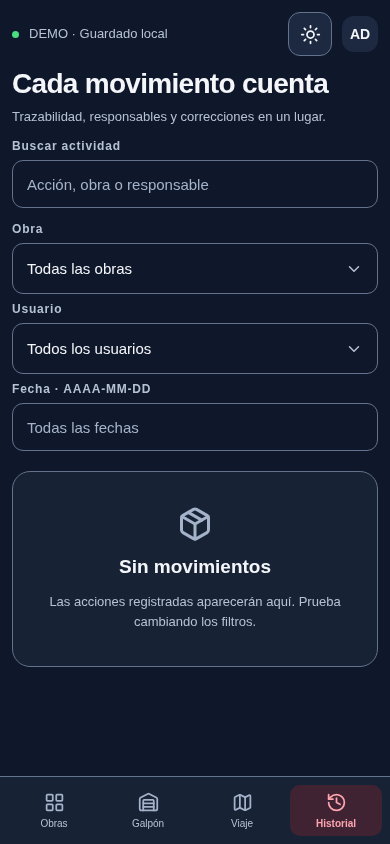 DEMO · Guardado local
AD
Cada movimiento cuenta
Trazabilidad, responsables y correcciones en un lugar.
Buscar actividad
Acción, obra o responsable
Obra
Todas las obras
Usuario
Todos los usuarios
Fecha · AAAA-MM-DD
Todas las fechas
Sin movimientos
Las acciones registradas aparecerán aquí. Prueba
cambiando los filtros.
Obras
Galpón
Viaje
Historial